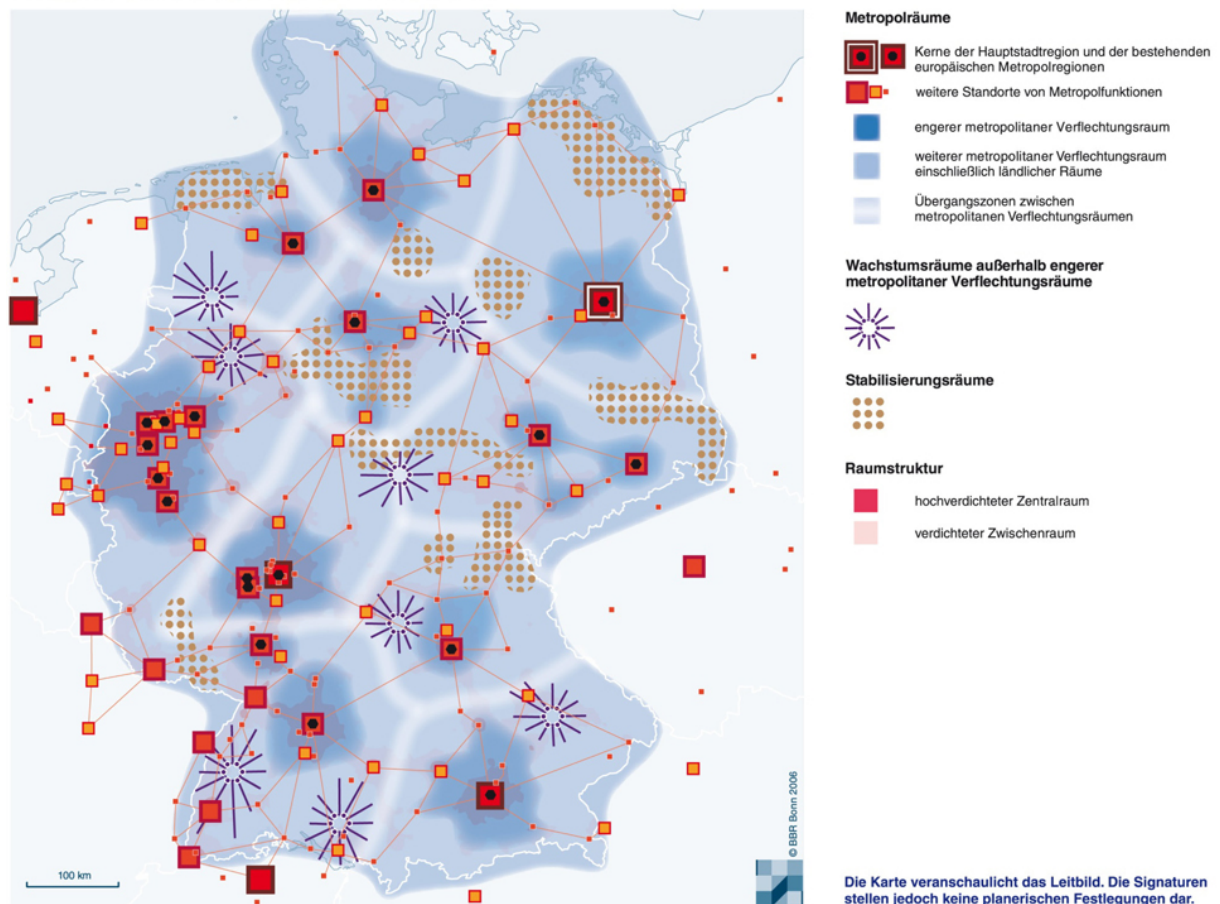 Metropolräume
Kerne der Hauptstadtregion und der bestehenden
europäischen Metropolregionen
weitere Standorte von Metropolfunktionen
engerer metropolitaner Verflechtungsraum
weiterer metropolitaner Verflechtungsraum
einschließlich ländlicher Räume
Übergangszonen zwischen
metropolitanen Verflechtungsräumen
Wachstumsräume außerhalb engerer
metropolitaner Verflechtungsräume
Stabilisierungsräume
Raumstruktur
hochverdichteter Zentralraum
verdichteter Zwischenraum
100 km
© BBR Bonn 2006
Die Karte veranschaulicht das Leitbild. Die Signaturen
stellen jedoch keine planerischen Festlegungen dar.